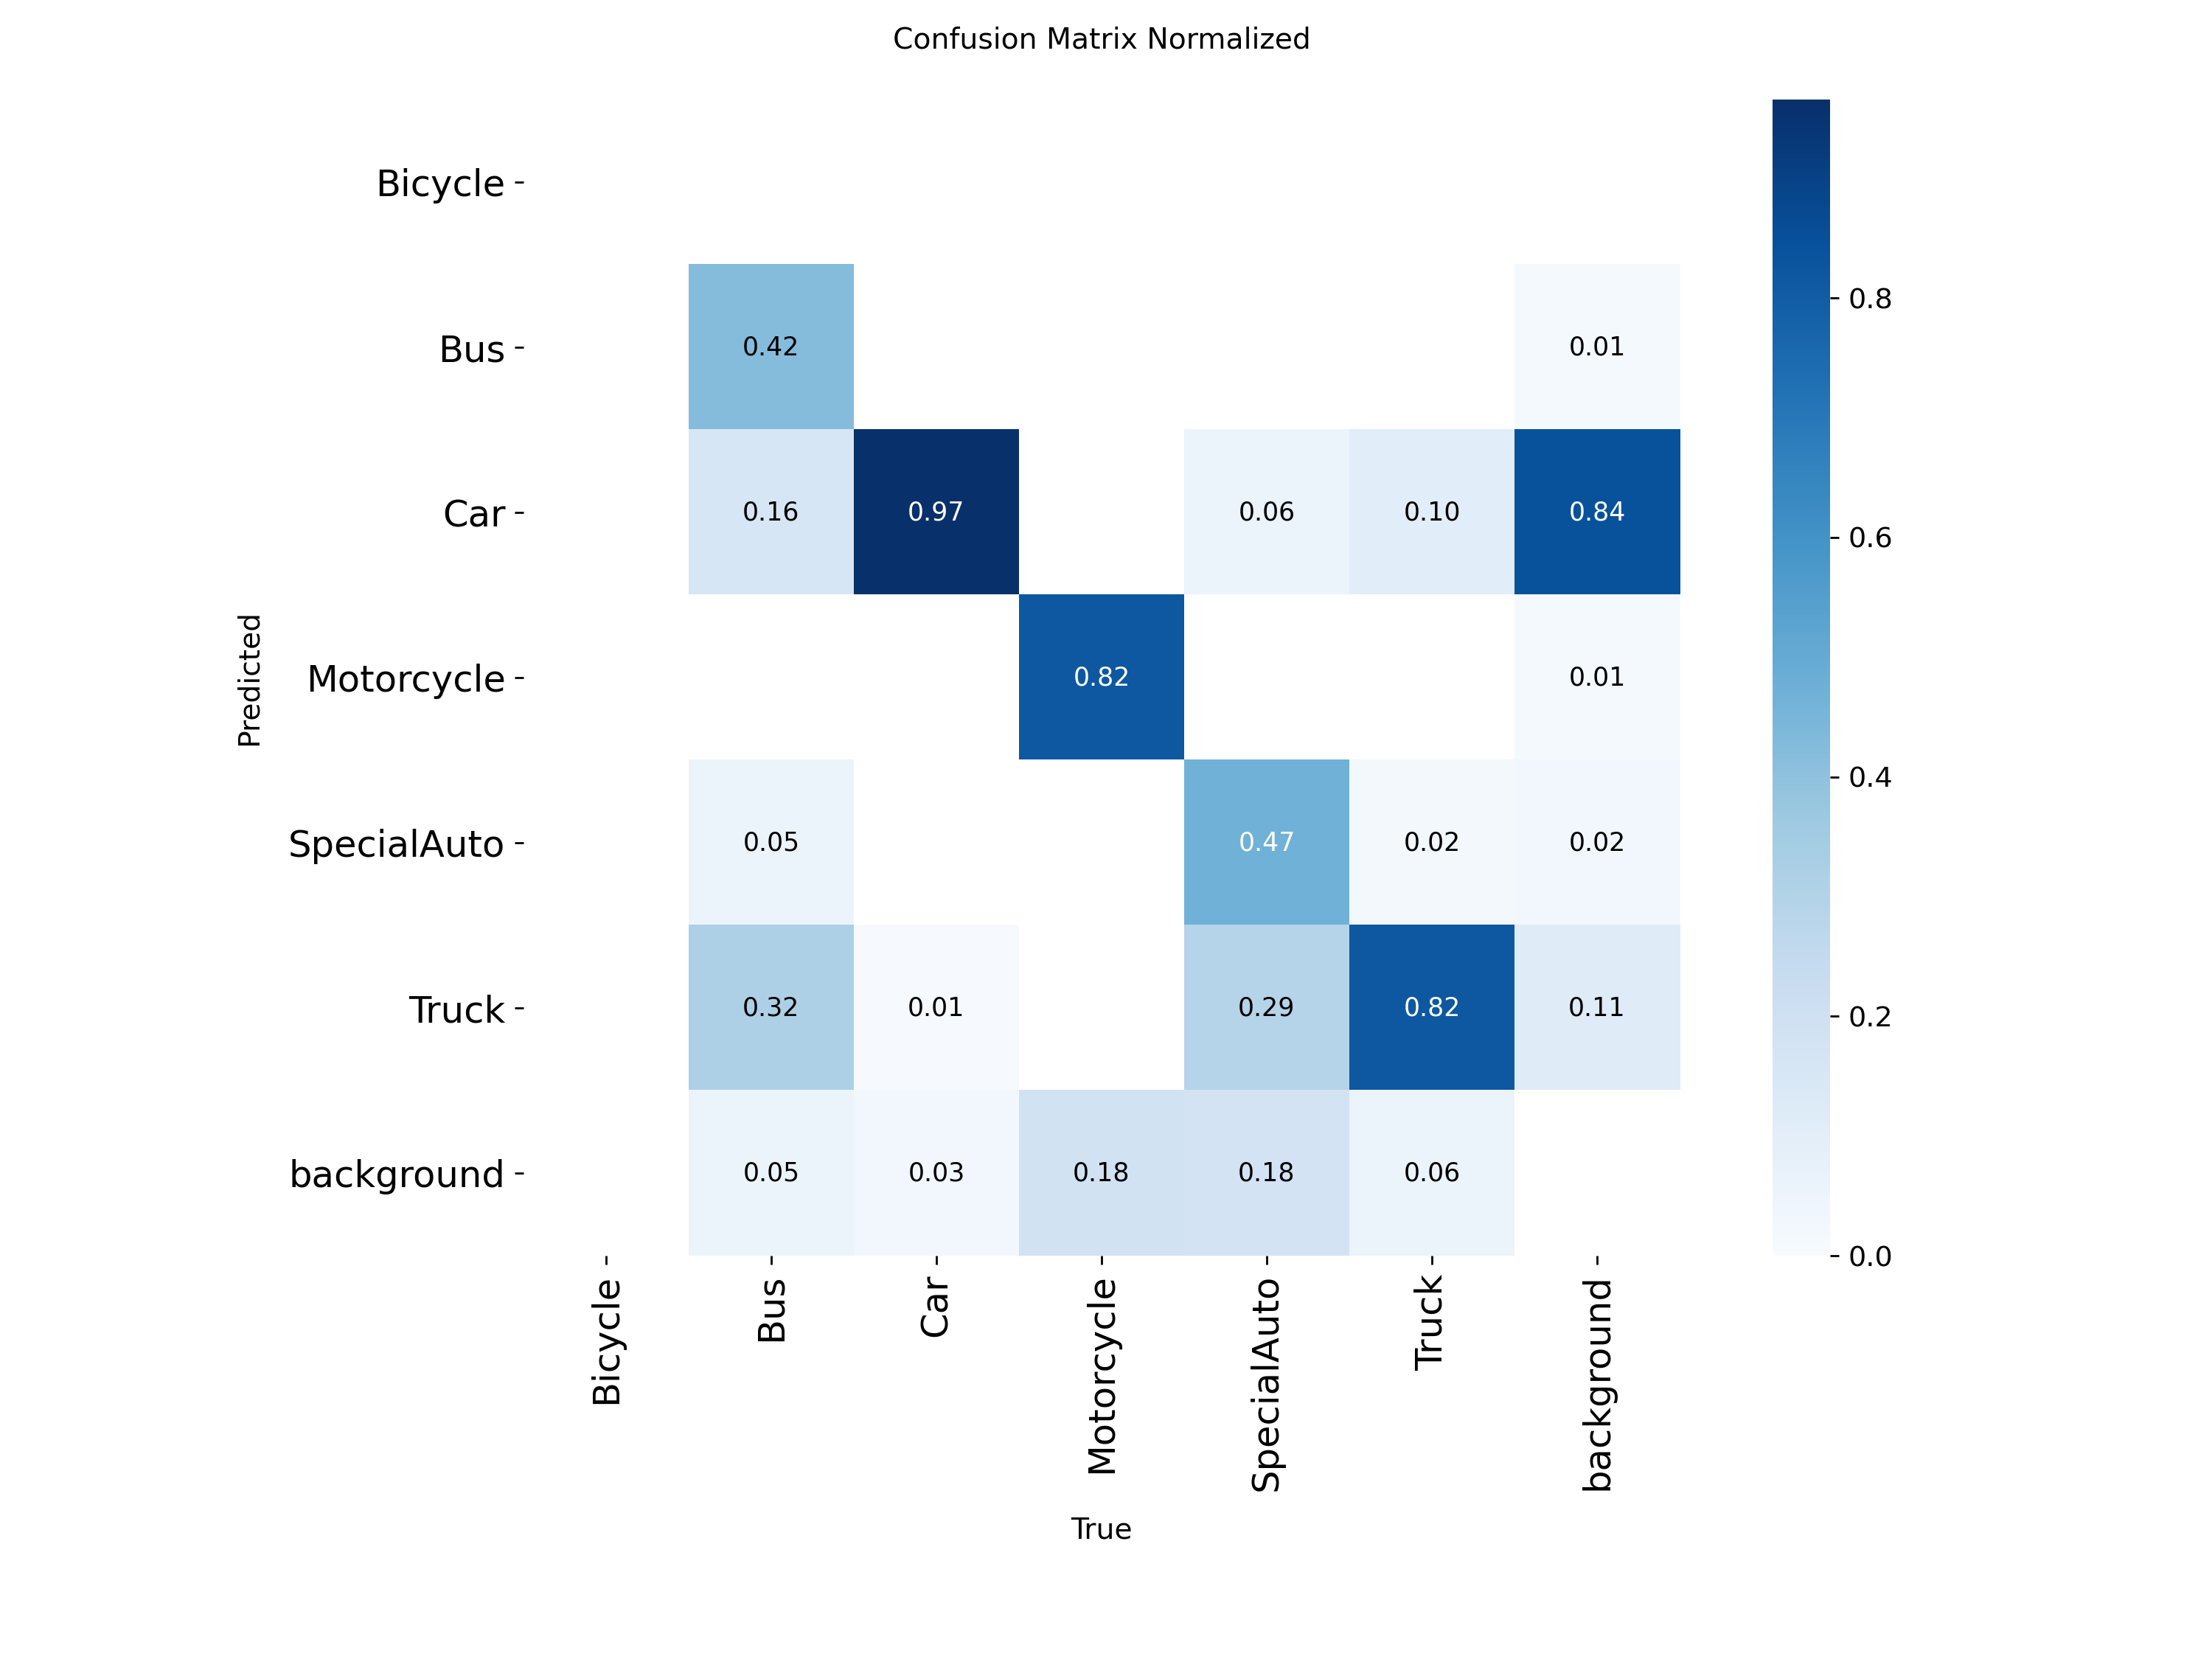 Confusion Matrix Normalized
Bicycle
Bus 0.42 0.01
Car 0.16 0.97 0.06 0.10 0.84
Motorcycle 0.82 0.01
SpecialAuto 0.05 0.47 0.02 0.02
Truck 0.32 0.01 0.29 0.82 0.11
background 0.05 0.03 0.18 0.18 0.06
Predicted
Bicycle Bus Car Motorcycle SpecialAuto Truck background
True
0.8
0.6
0.4
0.2
0.0